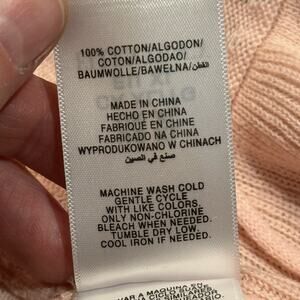 100% COTTON/ALGODON/
COTON/ALGODAO/
BAUMWOLLE/BAWEŁNA/القطن/
MADE IN CHINA
HECHO EN CHINA
FABRIQUÉ EN CHINE
FABRICADO NA CHINA
WYPRODUKOWANO W CHINACH
صنع في الصين
MACHINE WASH COLD
GENTLE CYCLE
WITH LIKE COLORS.
ONLY NON-CHLORINE
BLEACH WHEN NEEDED.
TUMBLE DRY LOW.
COOL IRON IF NEEDED.